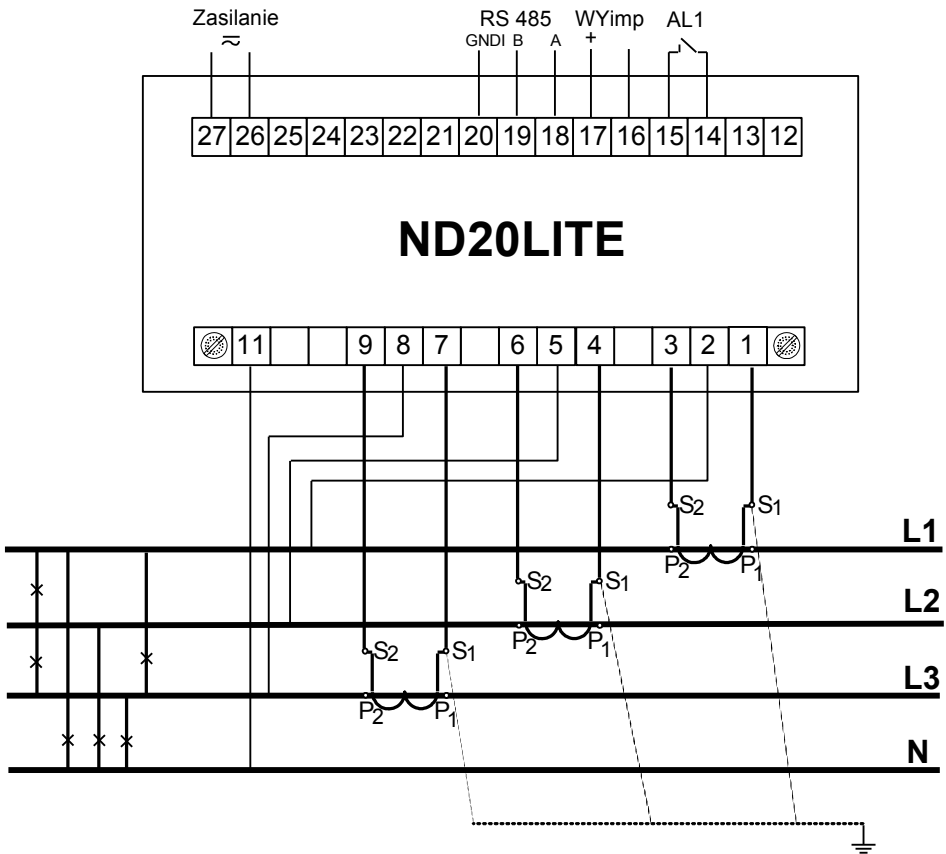 Zasilanie RS 485 WYimp AL1
GNDI B A +
27 26 25 24 23 22 21 20 19 18 17 16 15 14 13 12
ND20LITE
11 9 8 7 6 5 4 3 2 1
S2 S1
L1
P2 P1
S2 S1
L2
P2 P1
S2 S1
L3
P2 P1
N